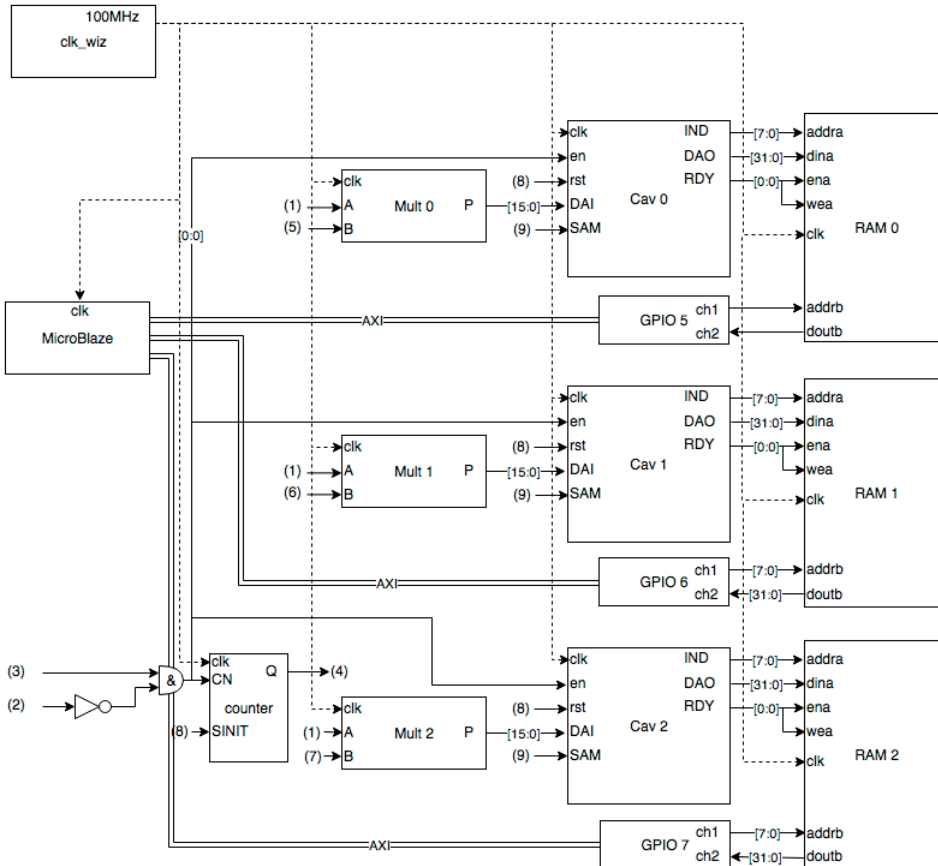 100MHz
clk_wiz
clk
IND
[7:0]
addra
en
DAO
[31:0]
dina
(8)
rst
RDY
[0:0]
ena
clk
Mult 0
P
[15:0]
DAI
Cav 0
wea
(1)
A
(5)
B
(9)
SAM
clk
RAM 0
[0:0]
clk
MicroBlaze
AXI
GPIO 5
ch1
addrb
ch2
doutb
clk
IND
[7:0]
addra
en
DAO
[31:0]
dina
(8)
rst
RDY
[0:0]
ena
clk
Mult 1
P
[15:0]
DAI
Cav 1
wea
(1)
A
(6)
B
(9)
SAM
clk
RAM 1
AXI
GPIO 6
ch1
[7:0]
addrb
ch2
[31:0]
doutb
(3)
(2)
&
clk
CN
Q
(4)
counter
(8)
SINIT
clk
IND
[7:0]
addra
en
DAO
[31:0]
dina
(8)
rst
RDY
[0:0]
ena
clk
Mult 2
P
[15:0]
DAI
Cav 2
wea
(1)
A
(7)
B
(9)
SAM
clk
RAM 2
AXI
GPIO 7
ch1
[7:0]
addrb
ch2
[31:0]
doutb